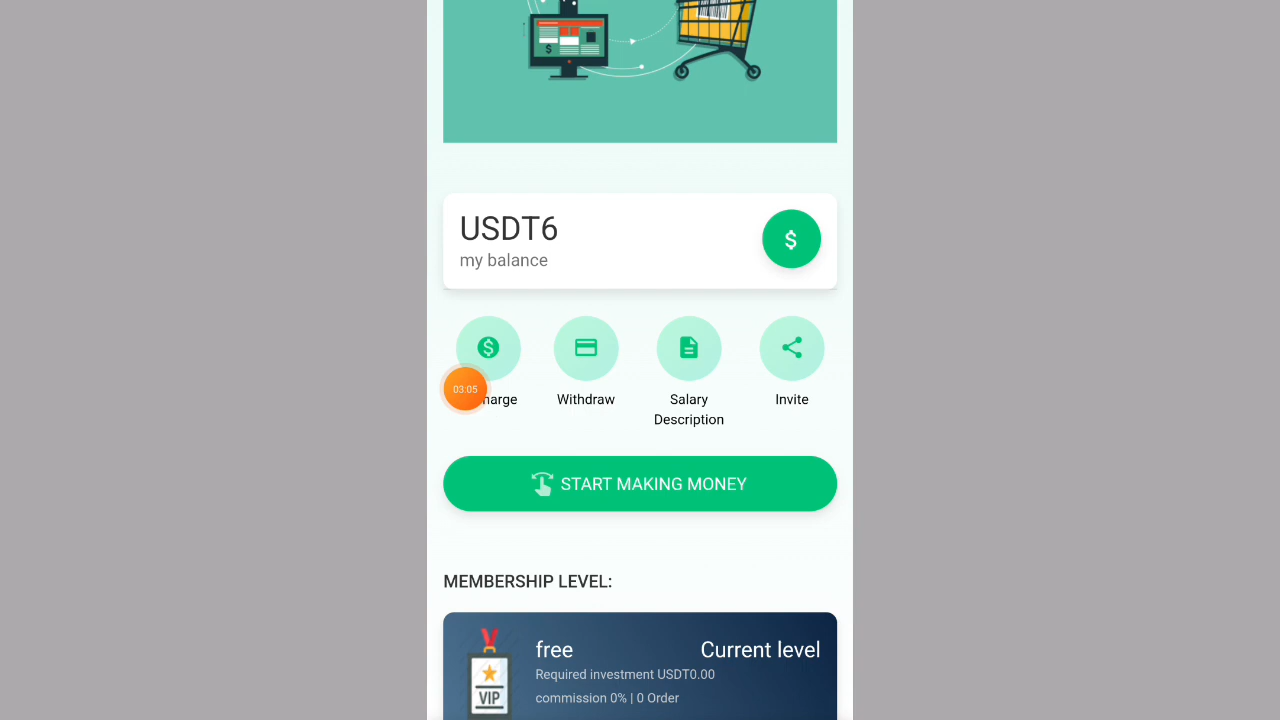 USDT6
my balance
03:05
Withdraw
Salary
Description
Invite
START MAKING MONEY
MEMBERSHIP LEVEL:
free
Current level
Required investment USDT0.00
commission 0% | 0 Order
VIP